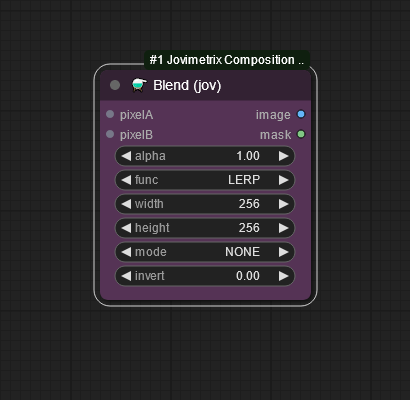 #1 Jovimetrix Composition ..
Blend (jov)
pixelA image
pixelB mask
alpha 1.00
func LERP
width 256
height 256
mode NONE
invert 0.00